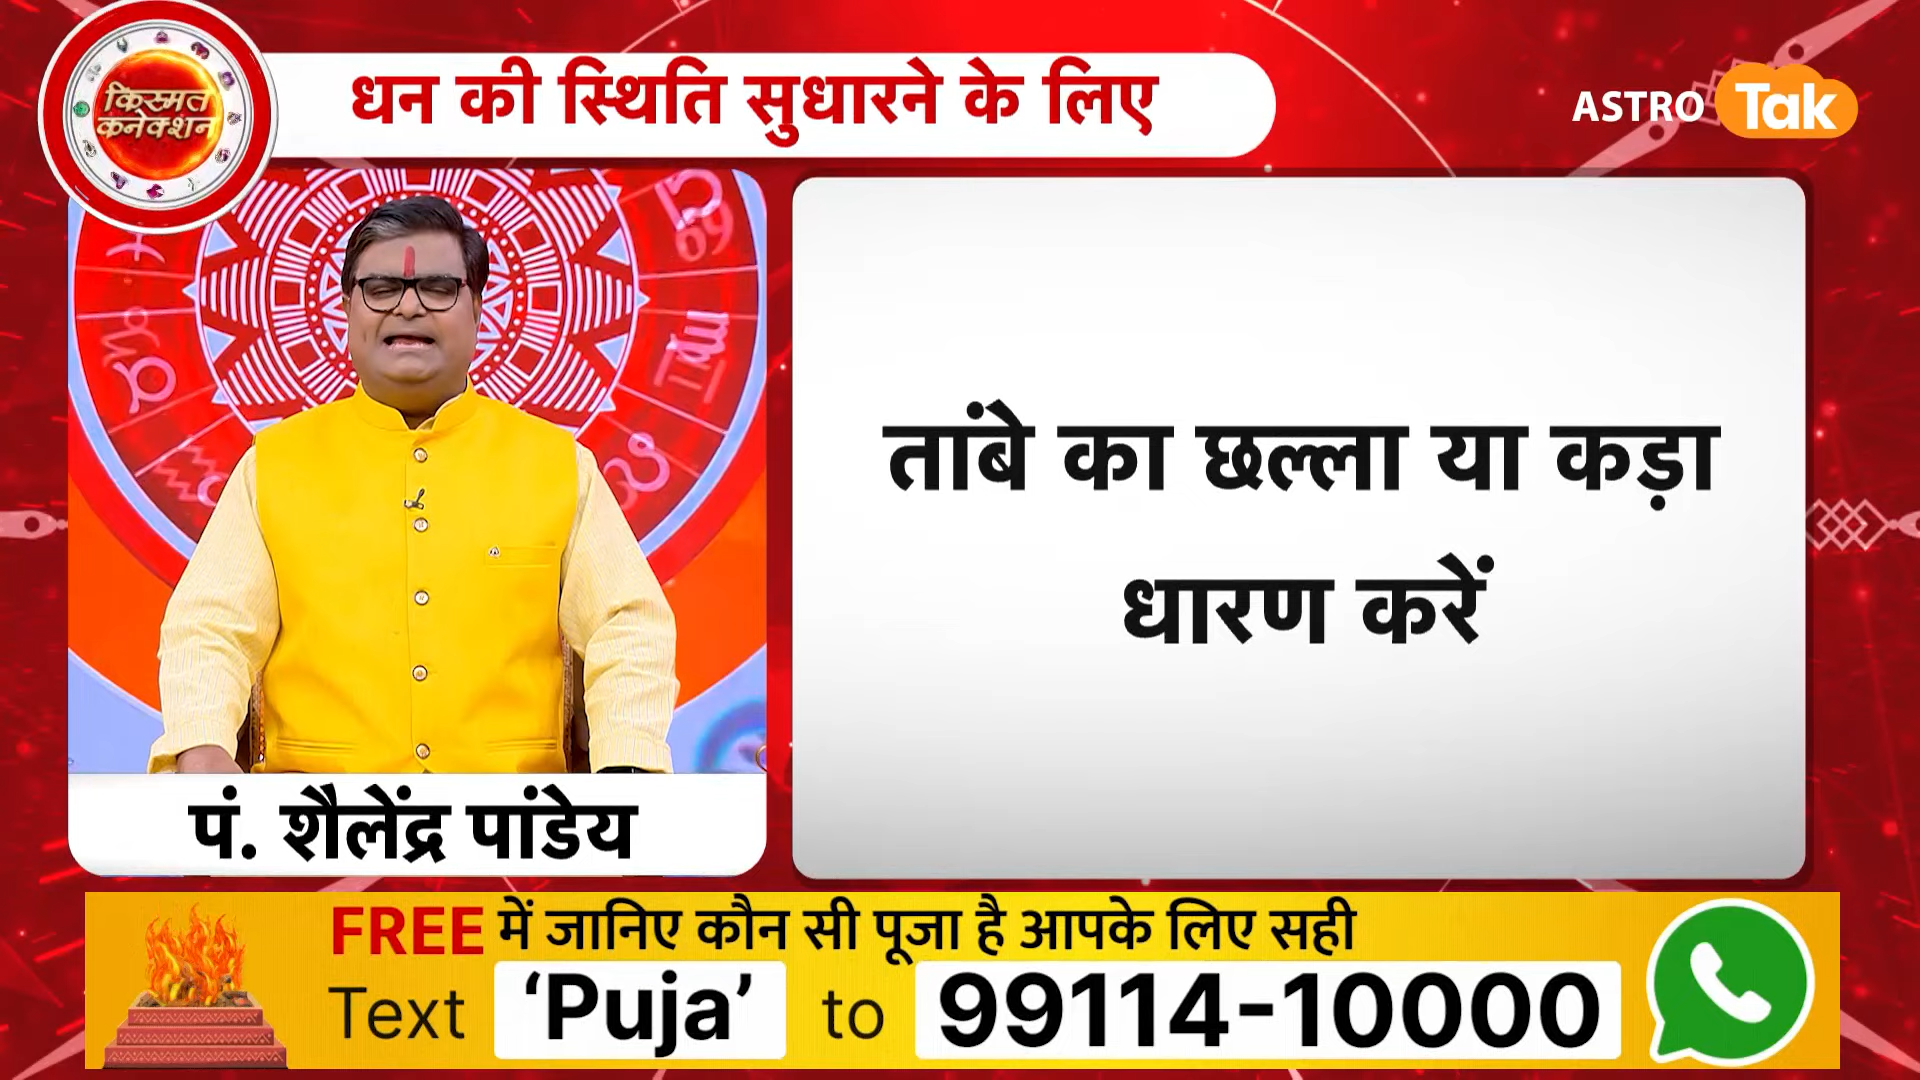 किस्मत
कनेक्शन
धन की स्थिति सुधारने के लिए
ASTRO Tak
तांबे का छल्ला या कड़ा
धारण करें
पं. शैलेंद्र पांडेय
FREE में जानिए कौन सी पूजा है आपके लिए सही
Text ‘Puja’ to 99114-10000